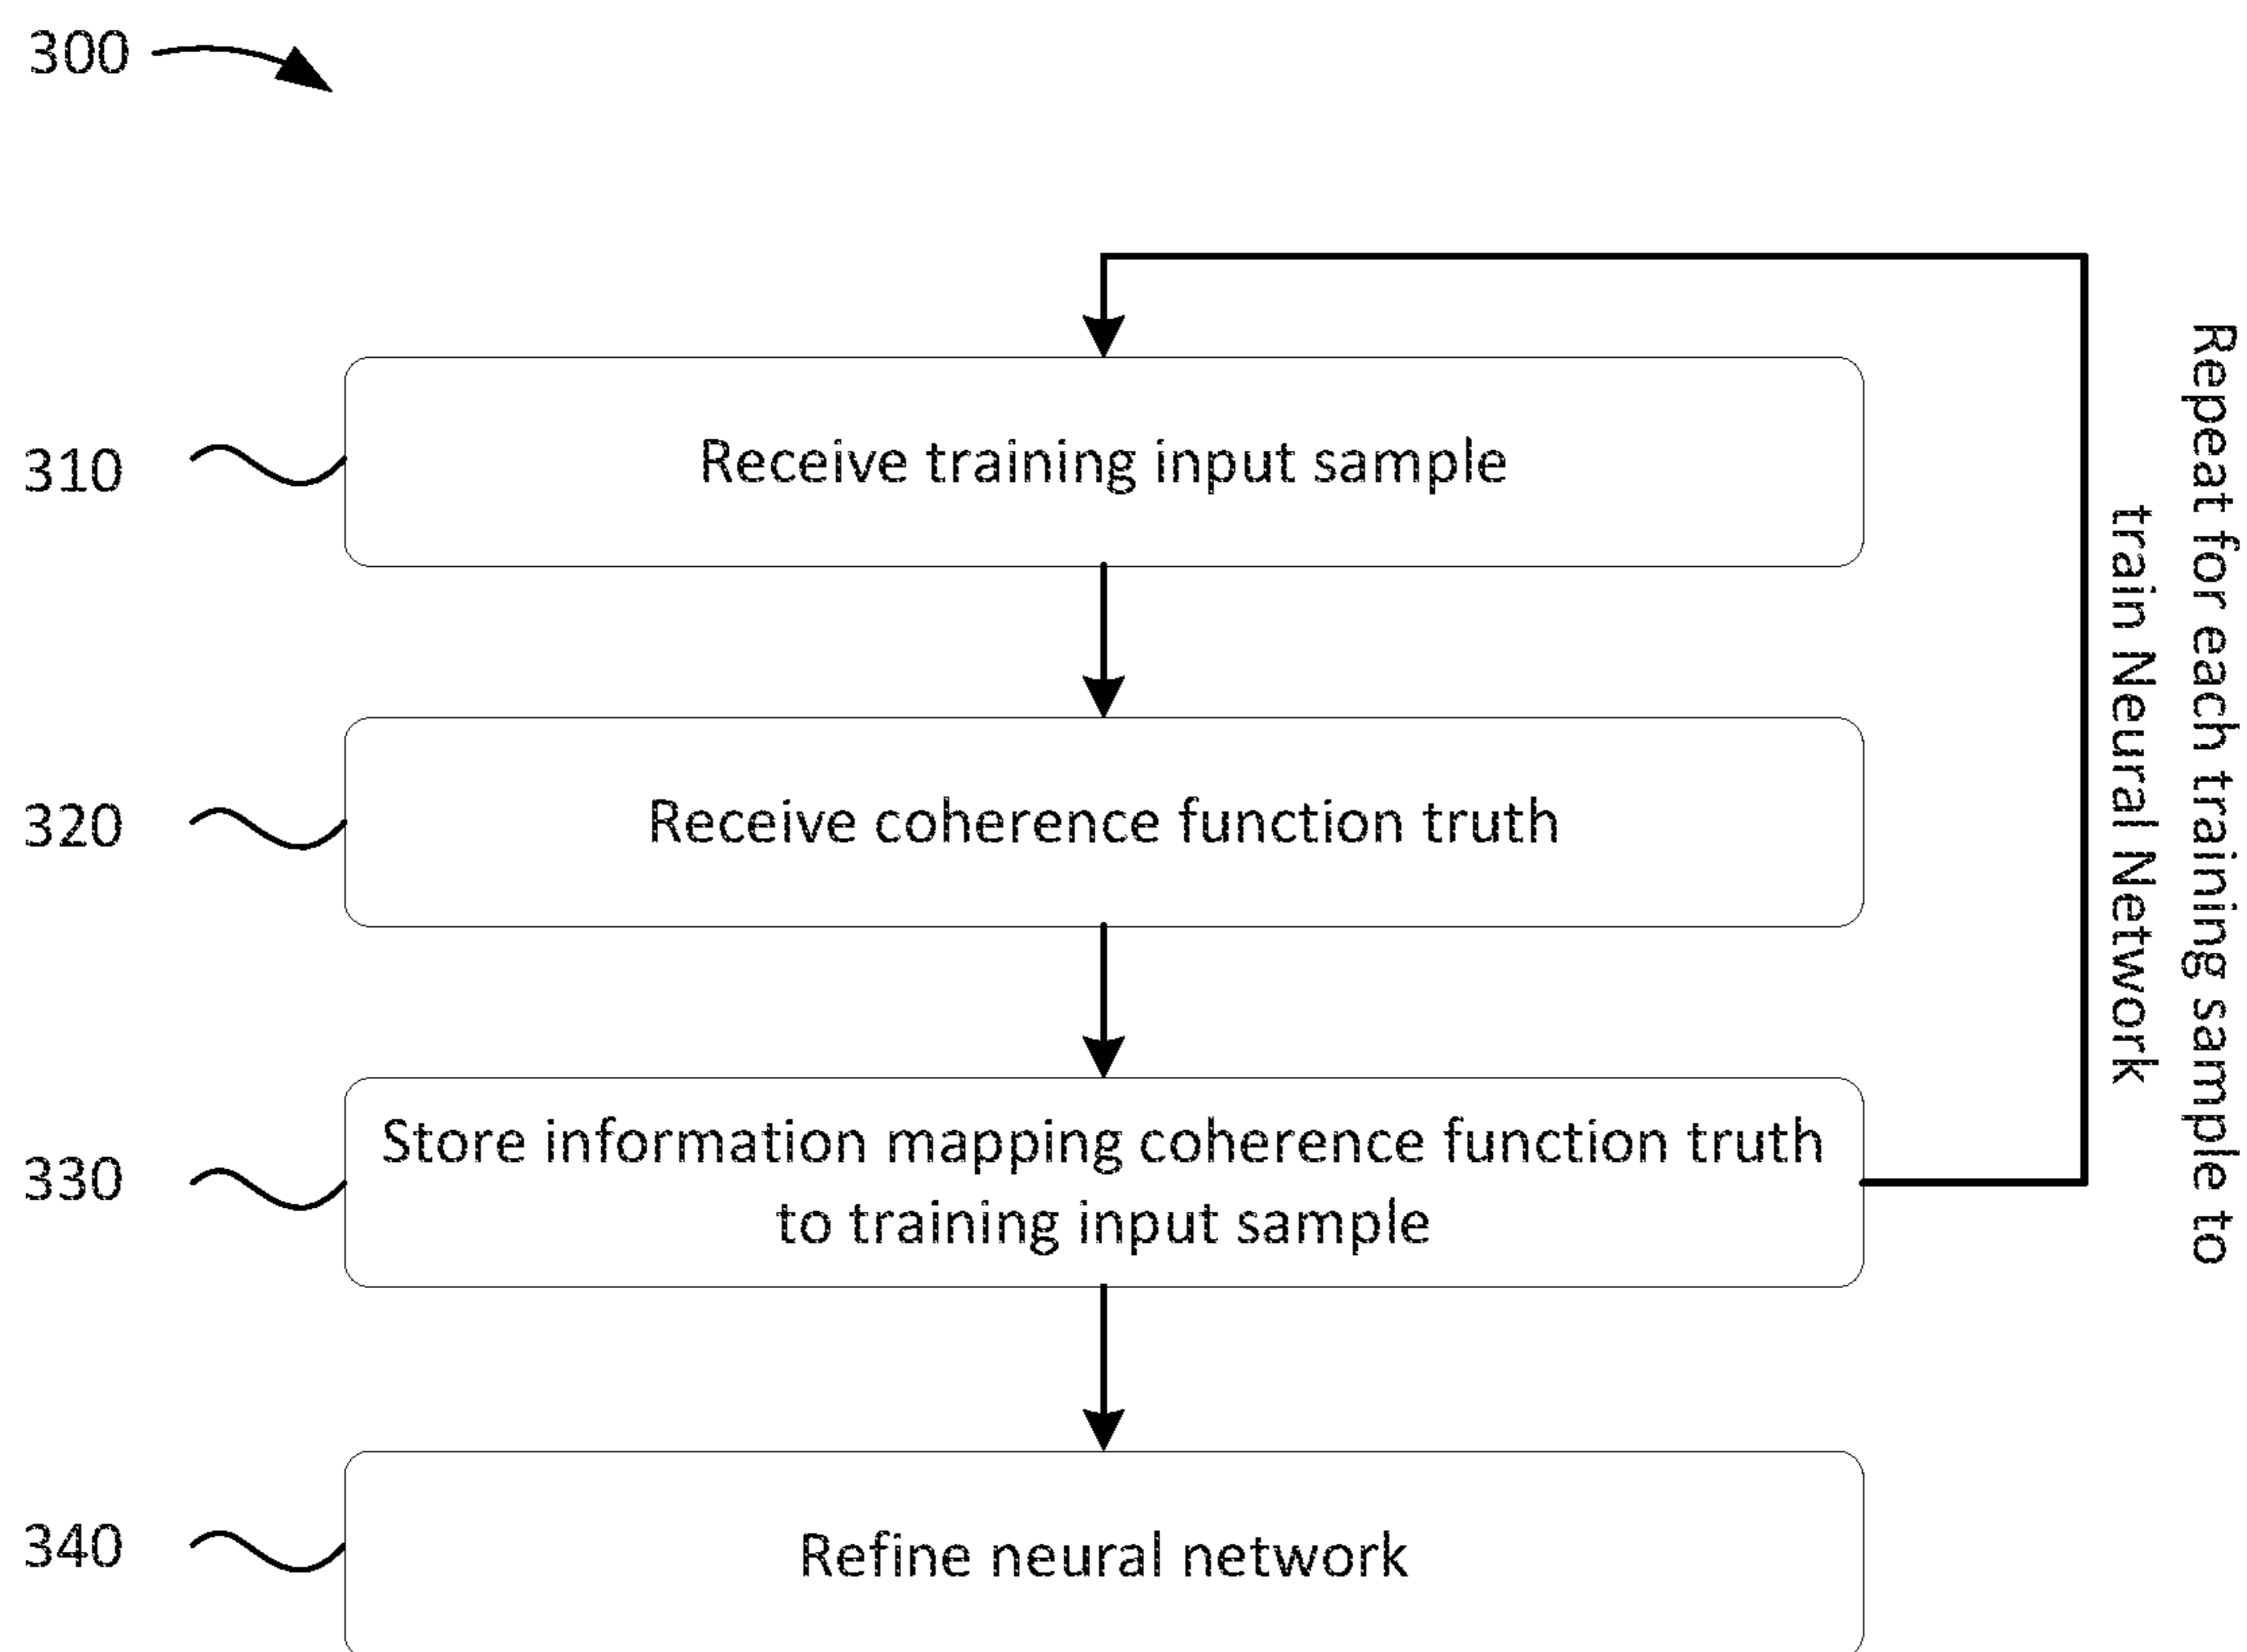 300
310
Receive training input sample
320
Receive coherence function truth
330
Store information mapping coherence function truth
to training input sample
340
Refine neural network
Repeat for each training sample to
train Neural Network